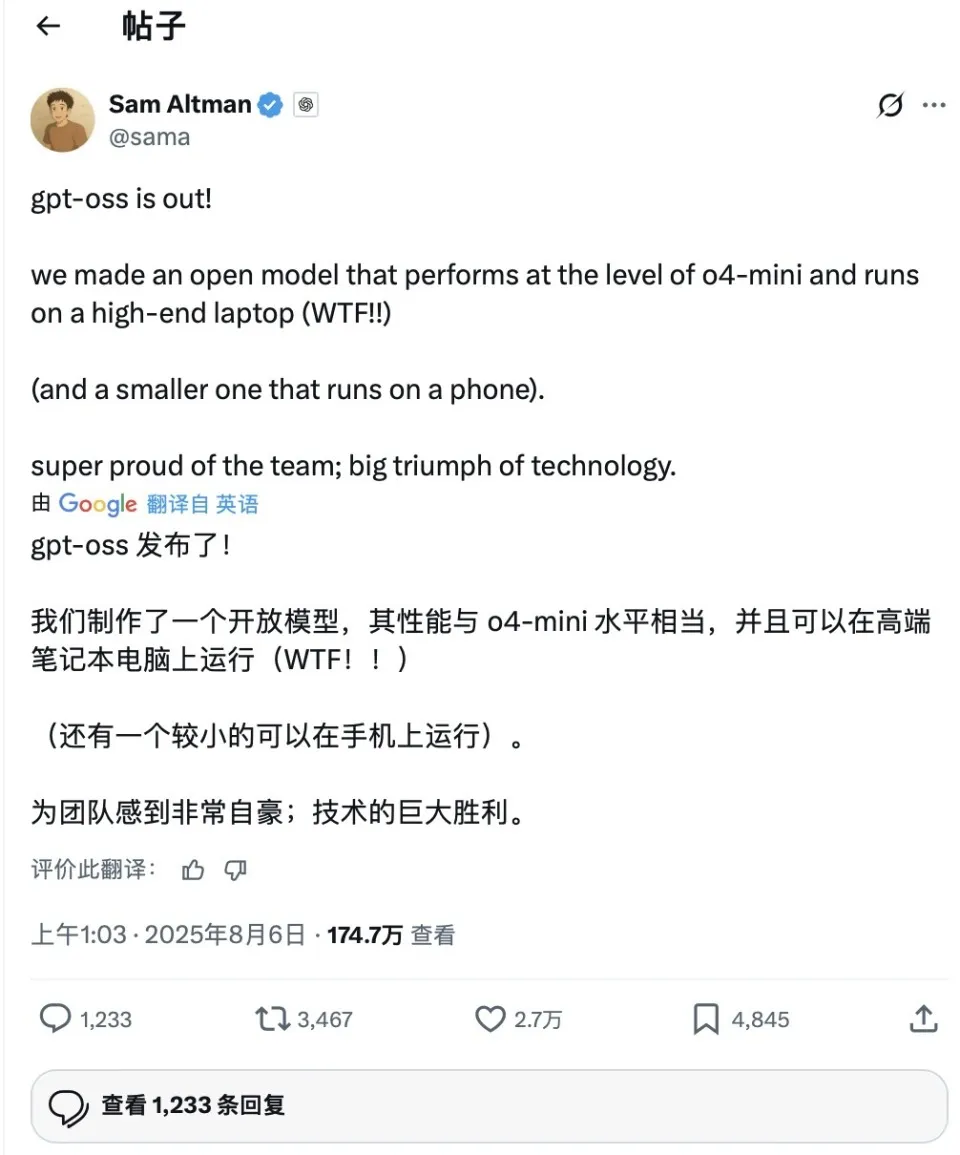 帖子
Sam Altman
@sama
gpt-oss is out!
we made an open model that performs at the level of o4-mini and runs
on a high-end laptop (WTF!!)
(and a smaller one that runs on a phone).
super proud of the team; big triumph of technology.
由 Google 翻译自 英语
gpt-oss 发布了！
我们制作了一个开放模型，其性能与 o4-mini 水平相当，并且可以在高端
笔记本电脑上运行（WTF！！）
（还有一个较小的可以在手机上运行）。
为团队感到非常自豪；技术的巨大胜利。
评价此翻译：
上午1:03 · 2025年8月6日 · 174.7万 查看
1,233 3,467 2.7万 4,845
查看 1,233 条回复